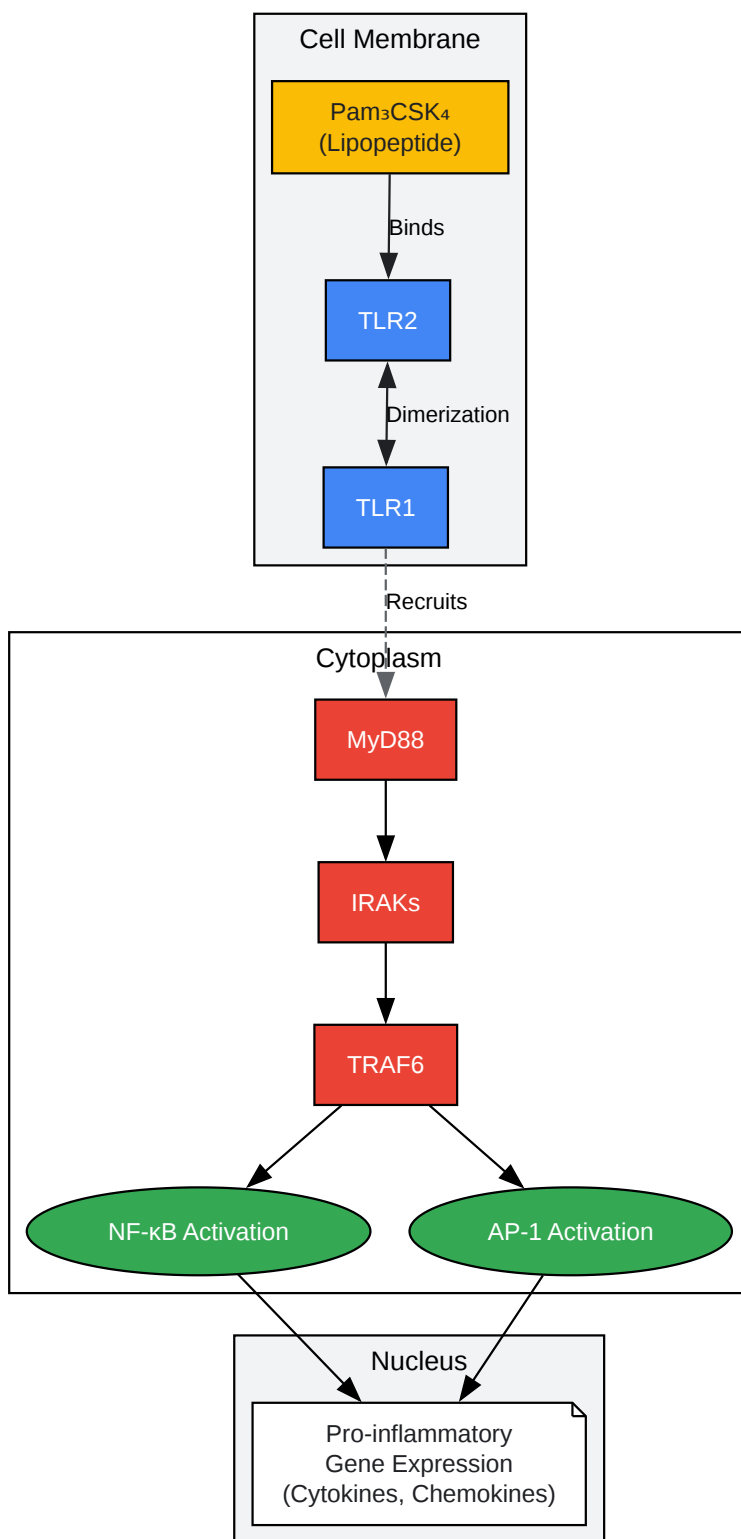 Cell Membrane
Pam₃CSK₄
(Lipopeptide)
Binds
TLR2
Dimerization
TLR1
Recruits
Cytoplasm
MyD88
IRAKs
TRAF6
NF-κB Activation
AP-1 Activation
Nucleus
Pro-inflammatory
Gene Expression
(Cytokines, Chemokines)